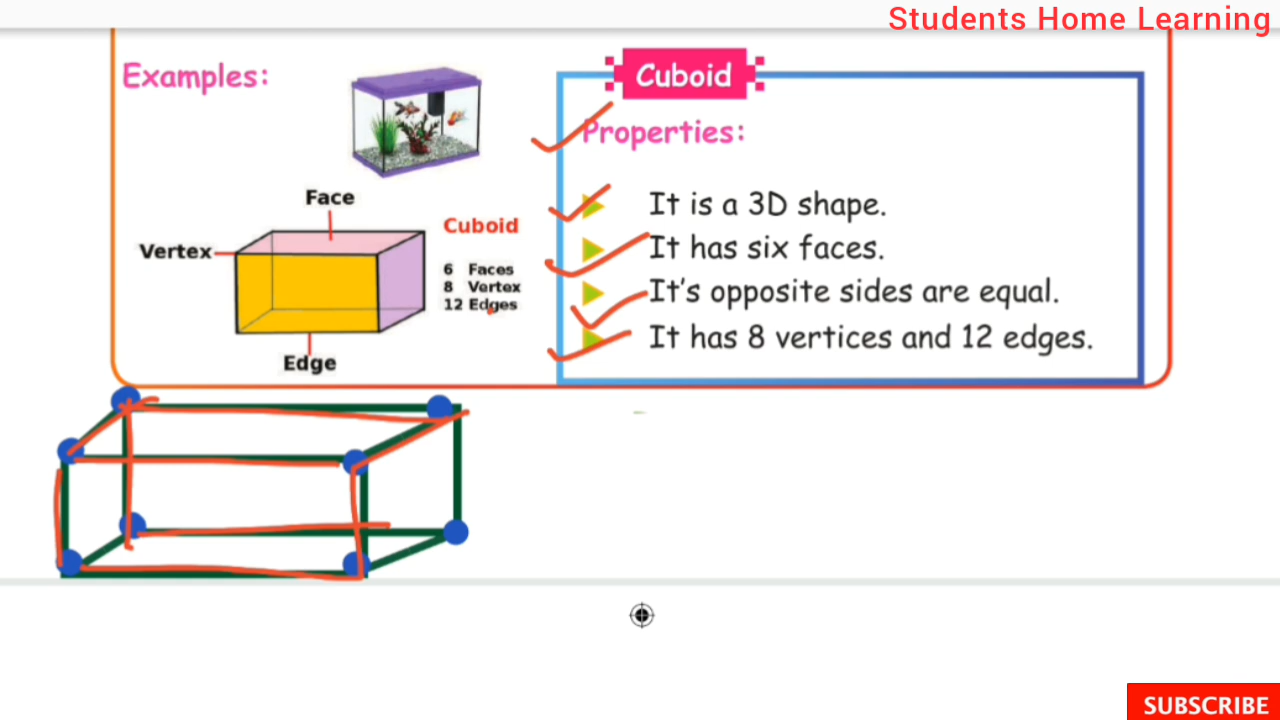 Students Home Learning
Examples:
Cuboid
Properties:
It is a 3D shape.
It has six faces.
It's opposite sides are equal.
It has 8 vertices and 12 edges.
Face
Vertex
Cuboid
6 Faces
8 Vertex
12 Edges
Edge
SUBSCRIBE